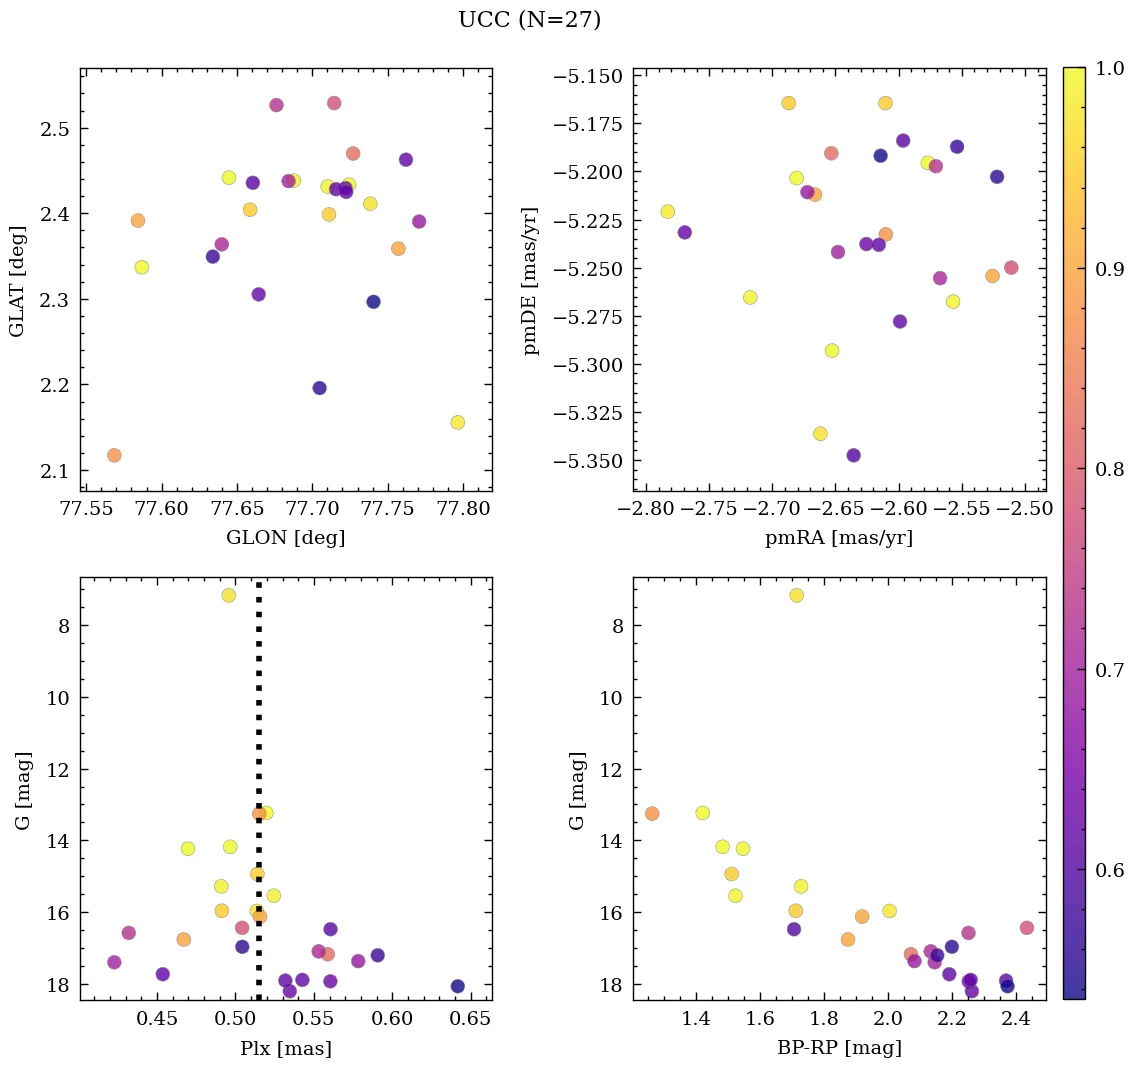 UCC (N=27)
2.5
2.4
2.3
2.2
2.1
GLAT [deg]
77.55 77.60 77.65 77.70 77.75 77.80
GLON [deg]
−5.150
−5.175
−5.200
−5.225
−5.250
−5.275
−5.300
−5.325
−5.350
pmDE [mas/yr]
−2.80 −2.75 −2.70 −2.65 −2.60 −2.55 −2.50
pmRA [mas/yr]
8
10
12
14
16
18
G [mag]
0.45 0.50 0.55 0.60 0.65
Plx [mas]
8
10
12
14
16
18
G [mag]
1.4 1.6 1.8 2.0 2.2 2.4
BP-RP [mag]
1.0
0.9
0.8
0.7
0.6